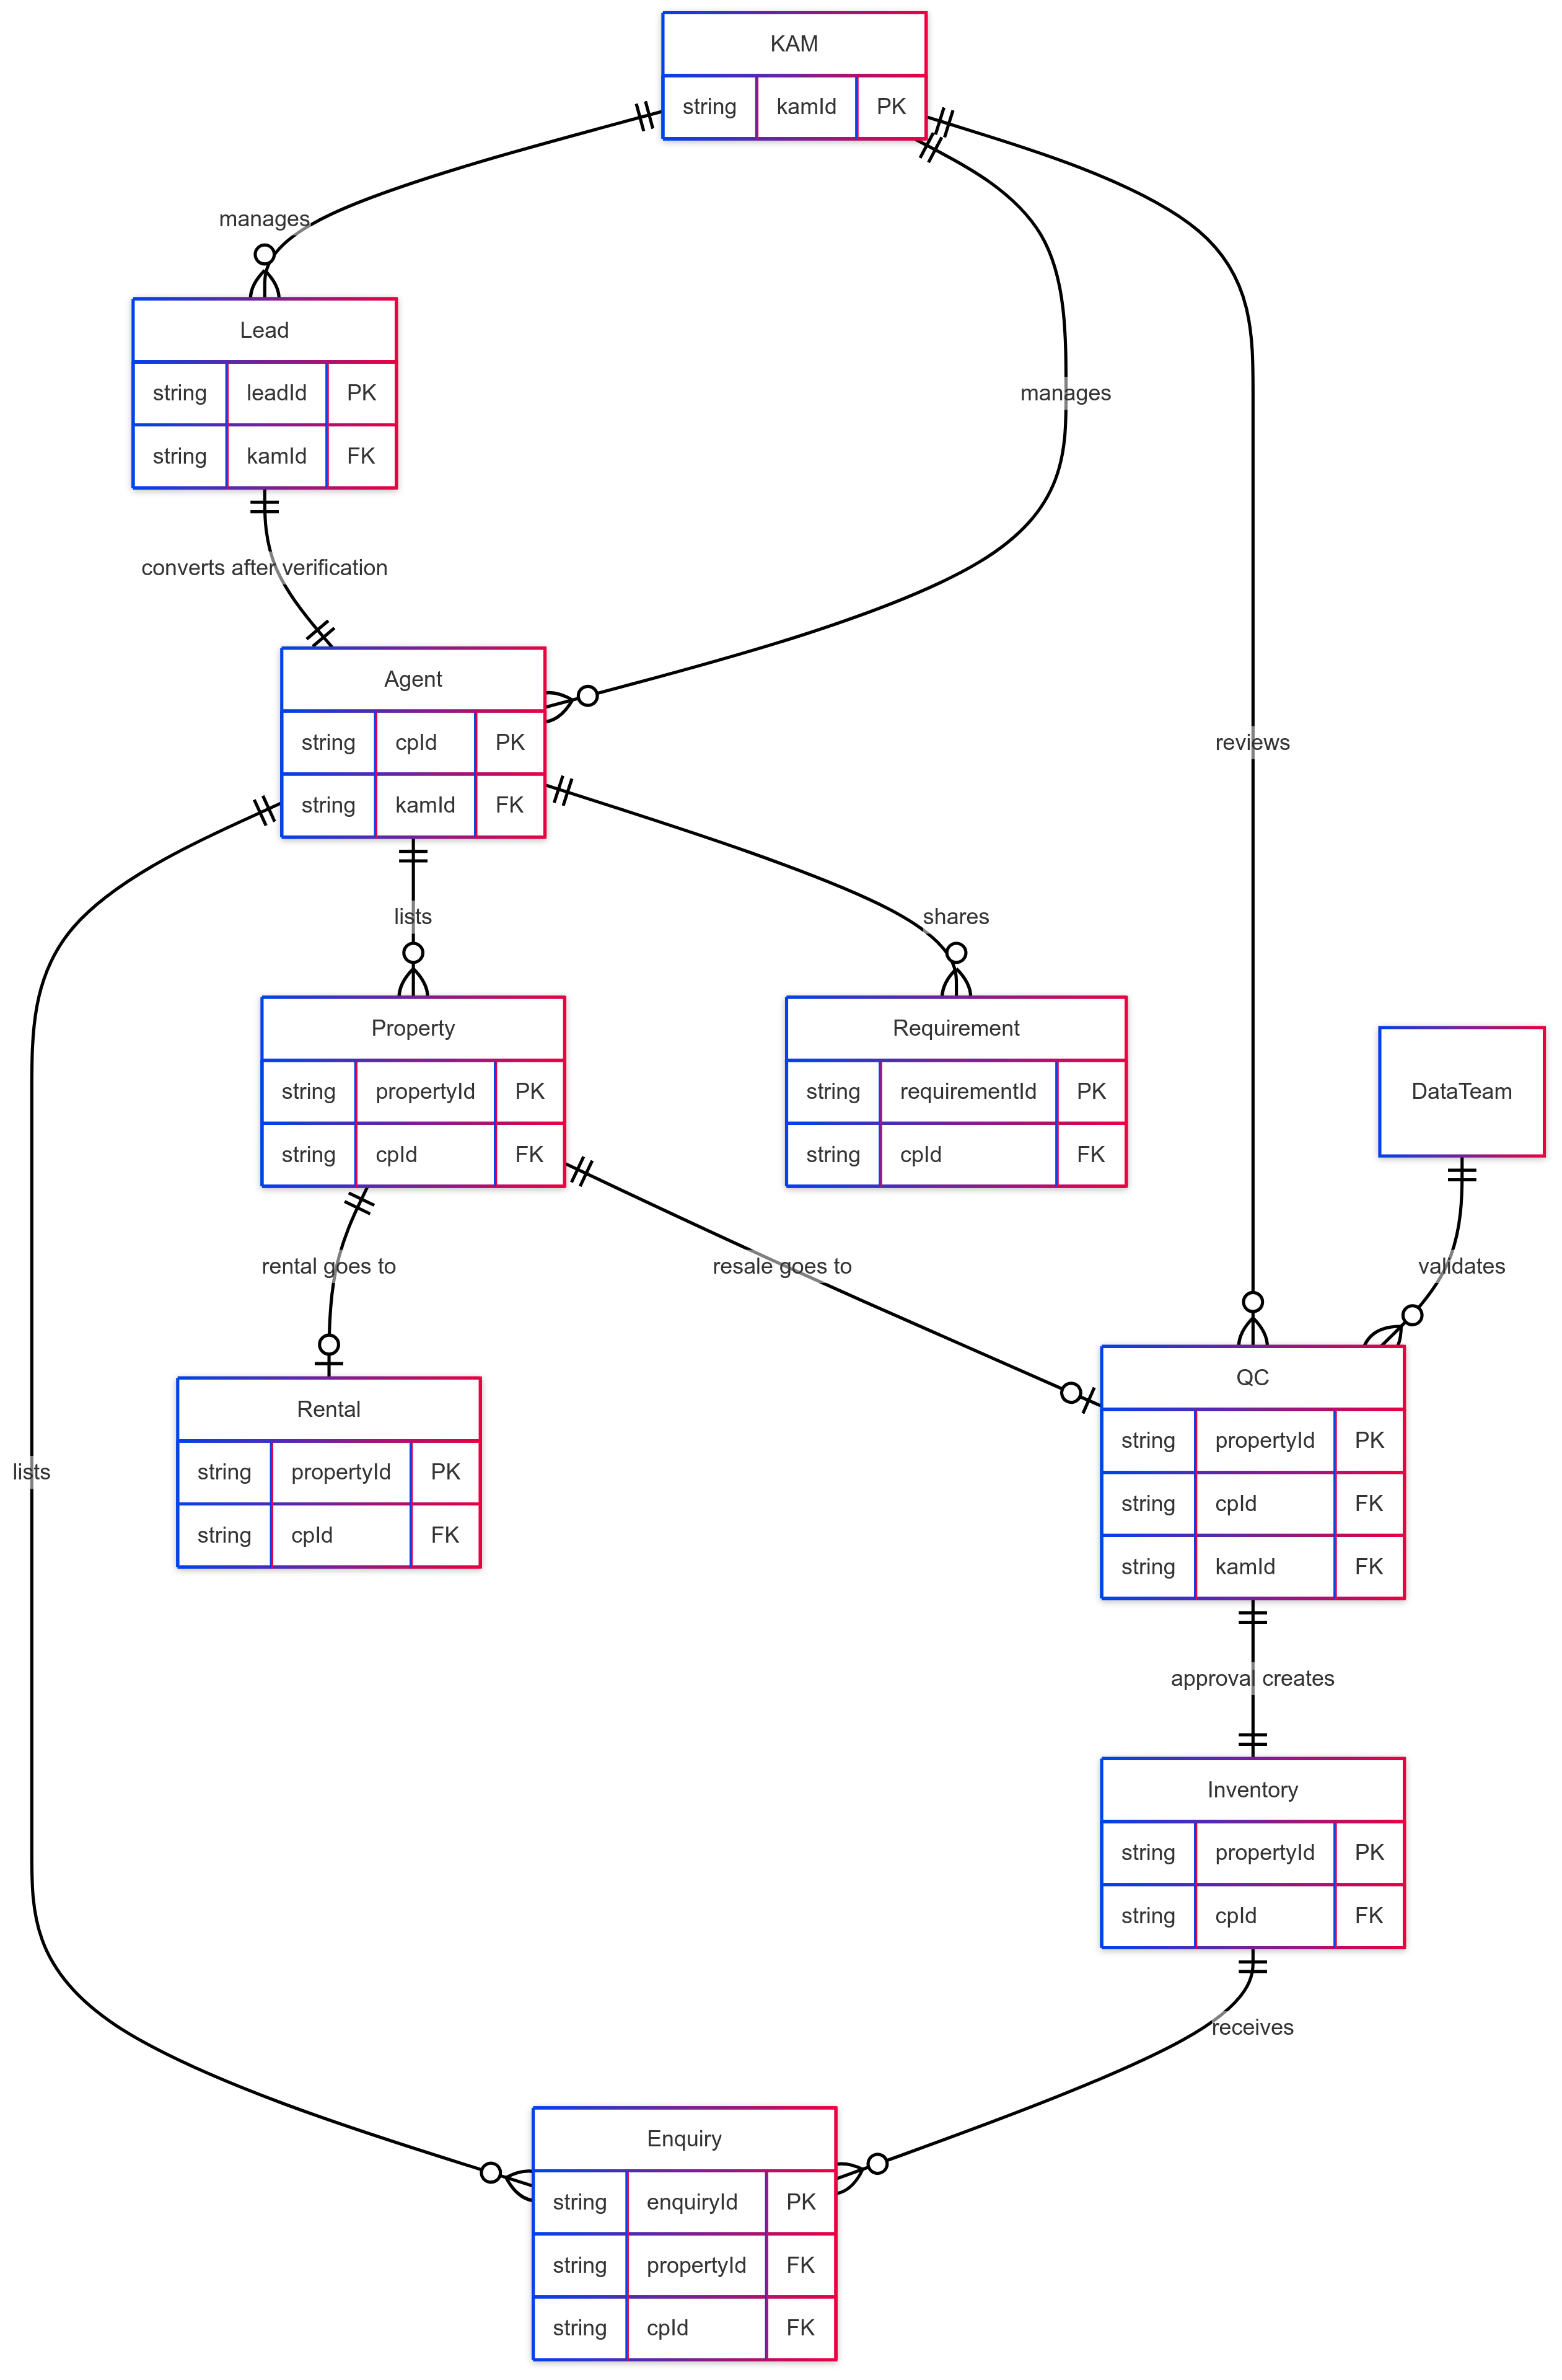 KAM
string kamId PK
manages
Lead
string leadId PK
string kamId FK
manages
converts after verification
Agent
string cpId PK
string kamId FK
reviews
lists
shares
Property
string propertyId PK
string cpId FK
Requirement
string requirementId PK
string cpId FK
DataTeam
rental goes to
resale goes to
validates
Rental
string propertyId PK
string cpId FK
QC
string propertyId PK
string cpId FK
string kamId FK
lists
approval creates
Inventory
string propertyId PK
string cpId FK
receives
Enquiry
string enquiryId PK
string propertyId FK
string cpId FK